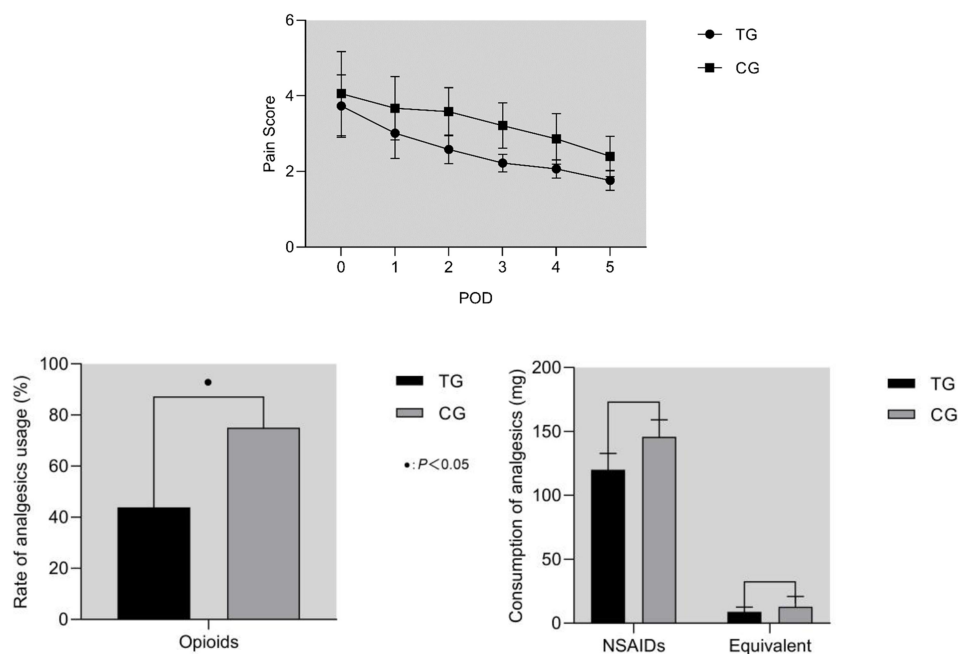 6
4
2
0
Pain Score
0 1 2 3 4 5
POD
TG
CG
100
80
60
40
20
0
Rate of analgesics usage (%)
Opioids
TG
CG
•: P<0.05
200
150
100
50
0
Consumption of analgesics (mg)
NSAIDs Equivalent
TG
CG